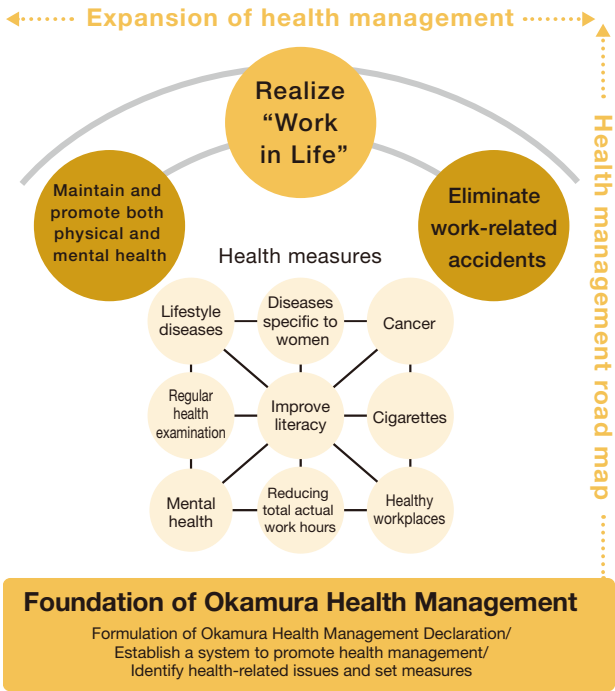 Expansion of health management
Health management road map
Realize
“Work
in Life”
Maintain and
promote both
physical and
mental health
Eliminate
work-related
accidents
Health measures
Lifestyle
diseases
Diseases
specific to
women
Cancer
Regular
health
examination
Improve
literacy
Cigarettes
Mental
health
Reducing
total actual
work hours
Healthy
workplaces
Foundation of Okamura Health Management
Formulation of Okamura Health Management Declaration/
Establish a system to promote health management/
Identify health-related issues and set measures